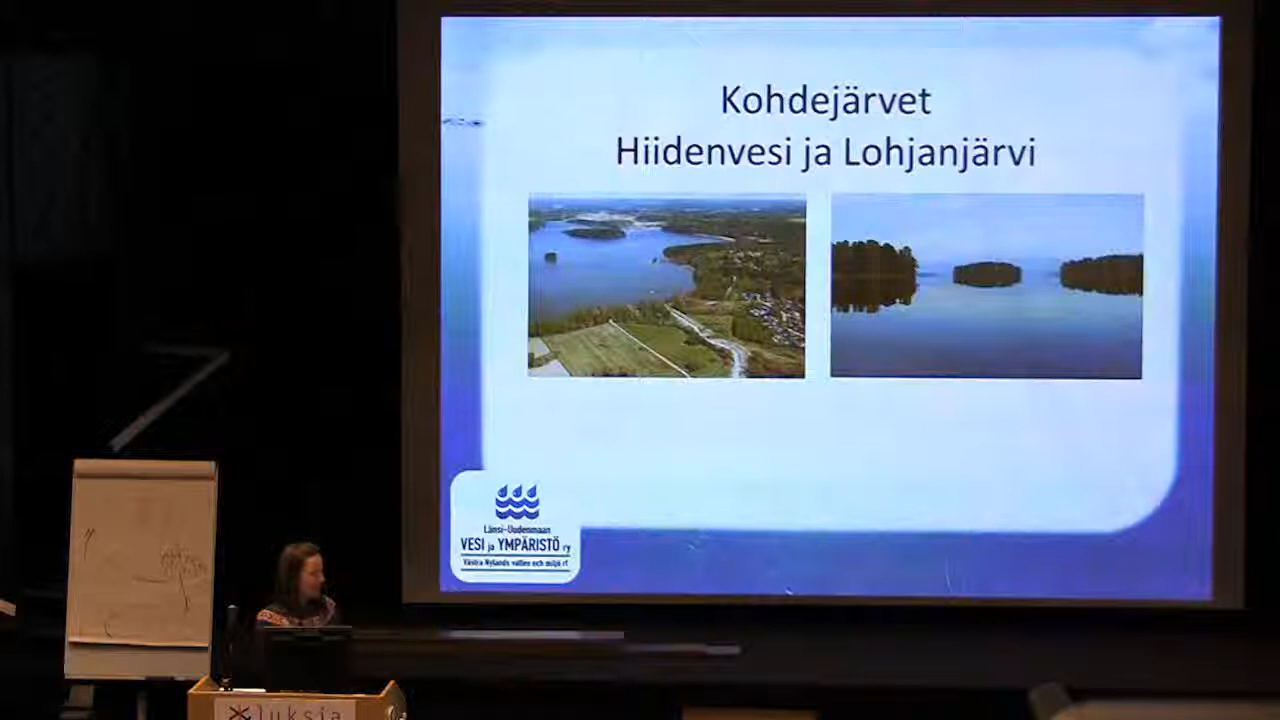 Kohdejärvet
Hiidenvesi ja Lohjanjärvi
Länsi-Uudenmaan
VESI ja YMPÄRISTÖ ry
Västra Nylands vatten och miljö rf
luksia